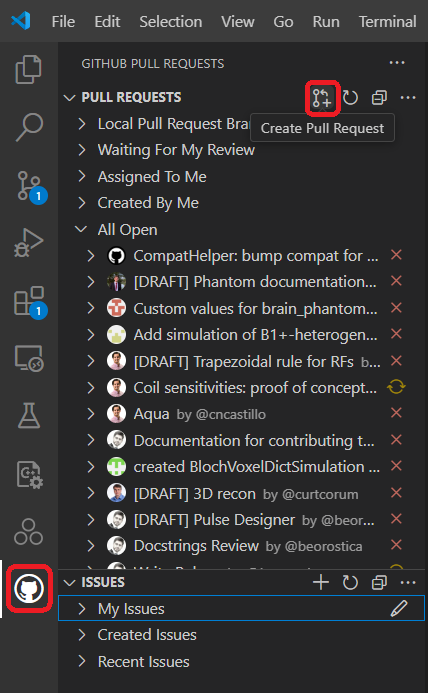 File Edit Selection View Go Run Terminal
GITHUB PULL REQUESTS ...
PULL REQUESTS ...
Local Pull Request Bran
Create Pull Request
Waiting For My Review
Assigned To Me
1
Created By Me
All Open
CompatHelper: bump compat for ...
[DRAFT] Phantom documentation...
1
Custom values for brain_phantom...
Add simulation of B1+-heterogen...
[DRAFT] Trapezoidal rule for RFs b...
Coil sensitivities: proof of concept...
Aqua by @cncastillo
Documentation for contributing t...
created BlochVoxelDictSimulation ...
[DRAFT] 3D recon by @curtcorum
[DRAFT] Pulse Designer by @beor...
Docstrings Review by @beorostica
ISSUES ...
My Issues
Created Issues
Recent Issues